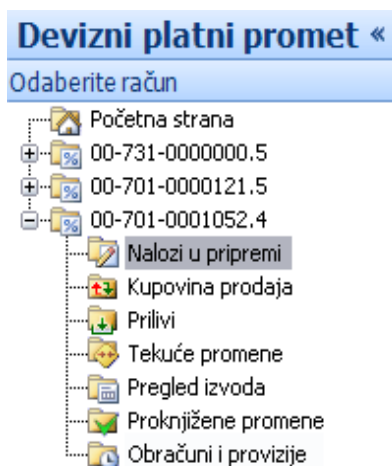 Devizni platni promet «
Odaberite račun
Početna strana
00-731-0000000.5
00-701-0000121.5
00-701-0001052.4
Nalozi u pripremi
Kupovina prodaja
Prilivi
Tekuće promene
Pregled izvoda
Proknjižene promene
Obračuni i provizije